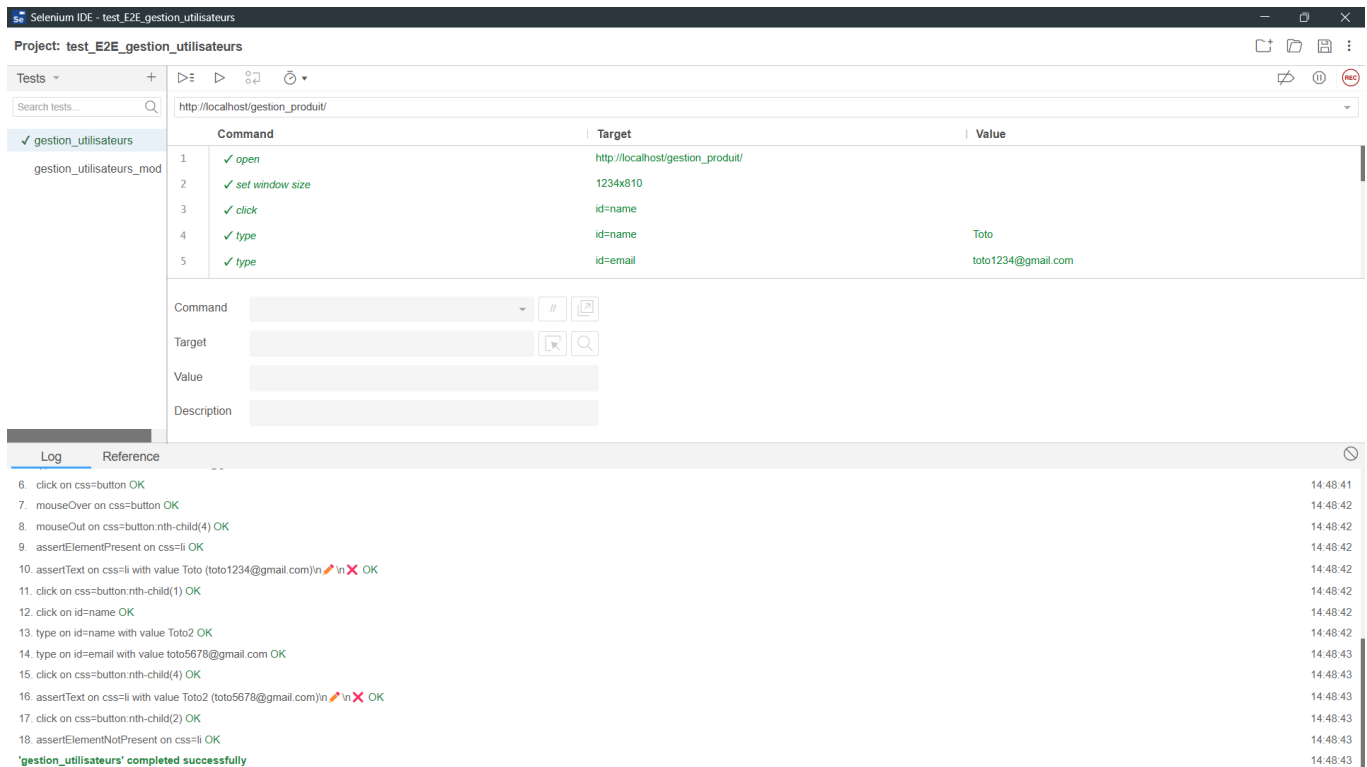 Se Selenium IDE - test_E2E_gestion_utilisateurs
Project: test_E2E_gestion_utilisateurs
Tests
Search tests...
✓ gestion_utilisateurs
gestion_utilisateurs_mod
REC
http://localhost/gestion_produit/
Command Target Value
1 ✓ open http://localhost/gestion_produit/
2 ✓ set window size 1234x810
3 ✓ click id=name
4 ✓ type id=name Toto
5 ✓ type id=email toto1234@gmail.com
Command //
Target
Value
Description
Log Reference
6. click on css=button OK 14:48:41
7. mouseOver on css=button OK 14:48:42
8. mouseOut on css=button:nth-child(4) OK 14:48:42
9. assertElementPresent on css=li OK 14:48:42
10. assertText on css=li with value Toto (toto1234@gmail.com)\n✏️ \n❌ OK 14:48:42
11. click on css=button:nth-child(1) OK 14:48:42
12. click on id=name OK 14:48:42
13. type on id=name with value Toto2 OK 14:48:42
14. type on id=email with value toto5678@gmail.com OK 14:48:43
15. click on css=button:nth-child(4) OK 14:48:43
16. assertText on css=li with value Toto2 (toto5678@gmail.com)\n✏️ \n❌ OK 14:48:43
17. click on css=button:nth-child(2) OK 14:48:43
18. assertElementNotPresent on css=li OK 14:48:43
'gestion_utilisateurs' completed successfully 14:48:43